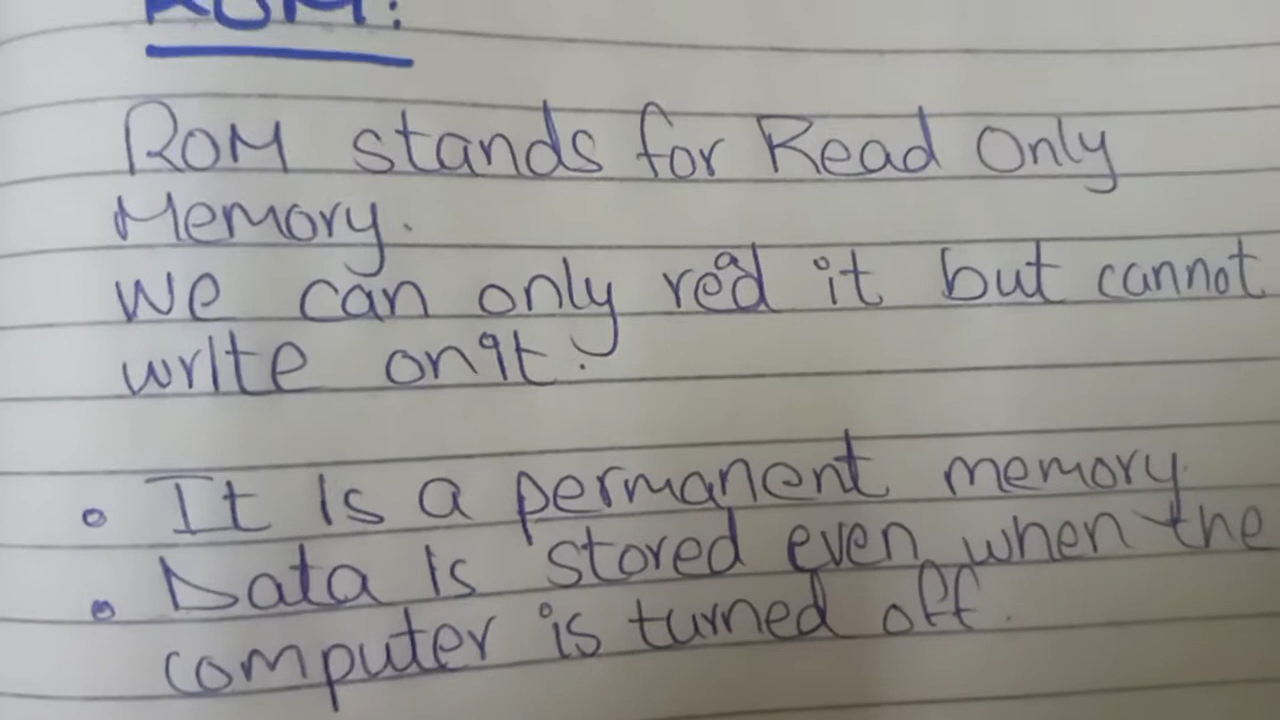 ROM:
ROM stands for Read Only
Memory.
We can only read it but cannot
write on it.
• It is a permanent memory.
• Data is stored even when the
computer is turned off.